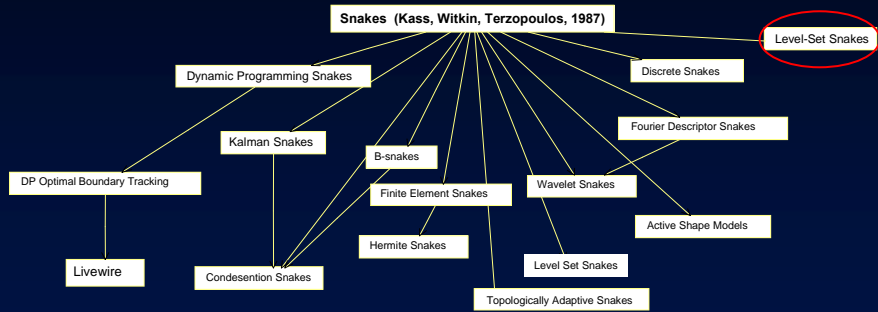 Snakes (Kass, Witkin, Terzopoulos, 1987)
Level-Set Snakes
Dynamic Programming Snakes
Discrete Snakes
Fourier Descriptor Snakes
Kalman Snakes
B-snakes
DP Optimal Boundary Tracking
Finite Element Snakes
Wavelet Snakes
Active Shape Models
Hermite Snakes
Level Set Snakes
Livewire
Condesention Snakes
Topologically Adaptive Snakes